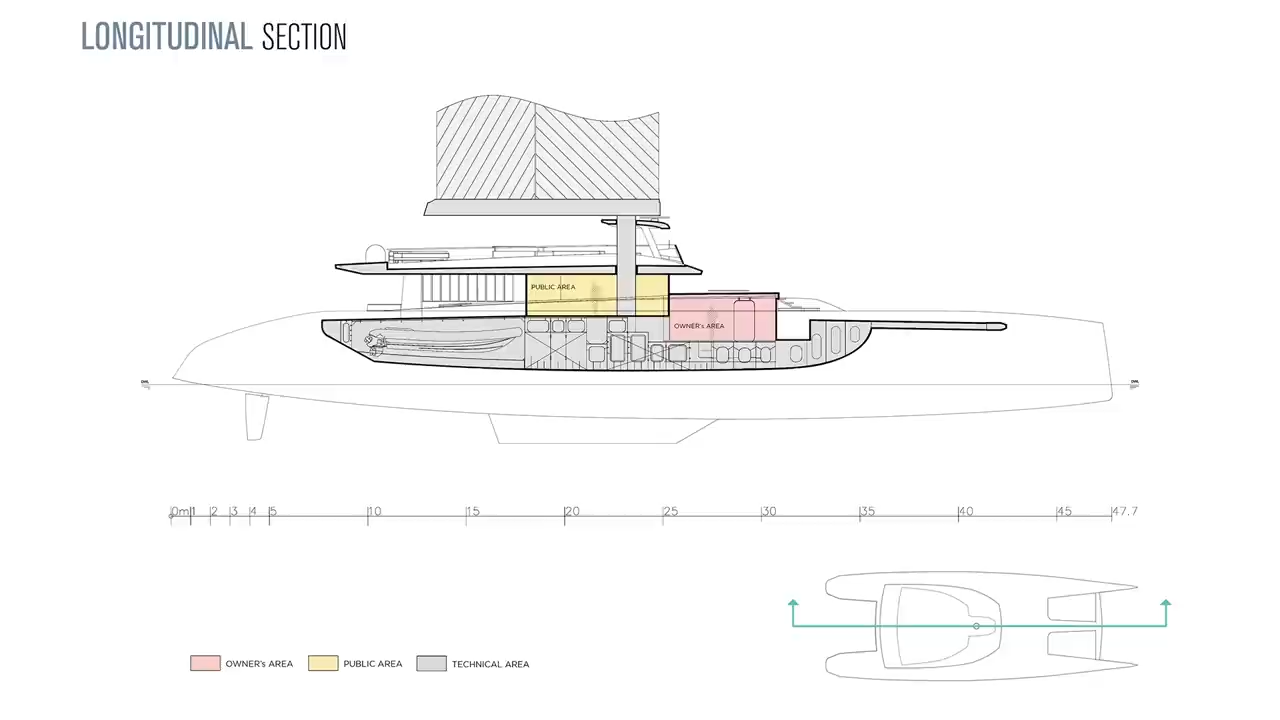 LONGITUDINAL SECTION
PUBLIC AREA
OWNER's AREA
DWL DWL
0m 1 2 3 4 5 10 15 20 25 30 35 40 45 47.7
OWNER's AREA PUBLIC AREA TECHNICAL AREA